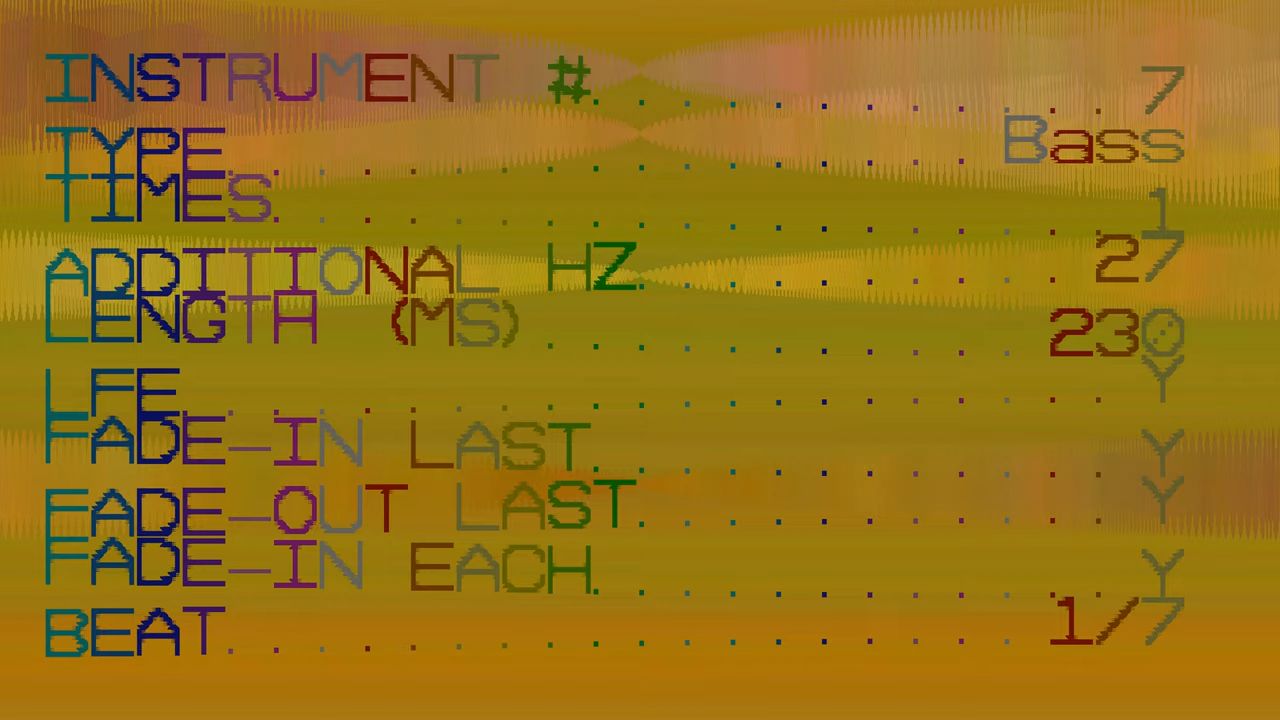 INSTRUMENT #. . . . . . . . . . . . 7
TYPE. . . . . . . . . . . . . . . . . . Bass
TIMES. . . . . . . . . . . . . . . . . . . 1
ADDITIONAL HZ. . . . . . . . . . 27
LENGTH (MS) . . . . . . . . . . . 230
LFE. . . . . . . . . . . . . . . . . . . . Y
FADE-IN LAST. . . . . . . . . . . . Y
FADE-OUT LAST. . . . . . . . . . . Y
FADE-IN EACH. . . . . . . . . . . . Y
BEAT. . . . . . . . . . . . . . . . . . 1/7